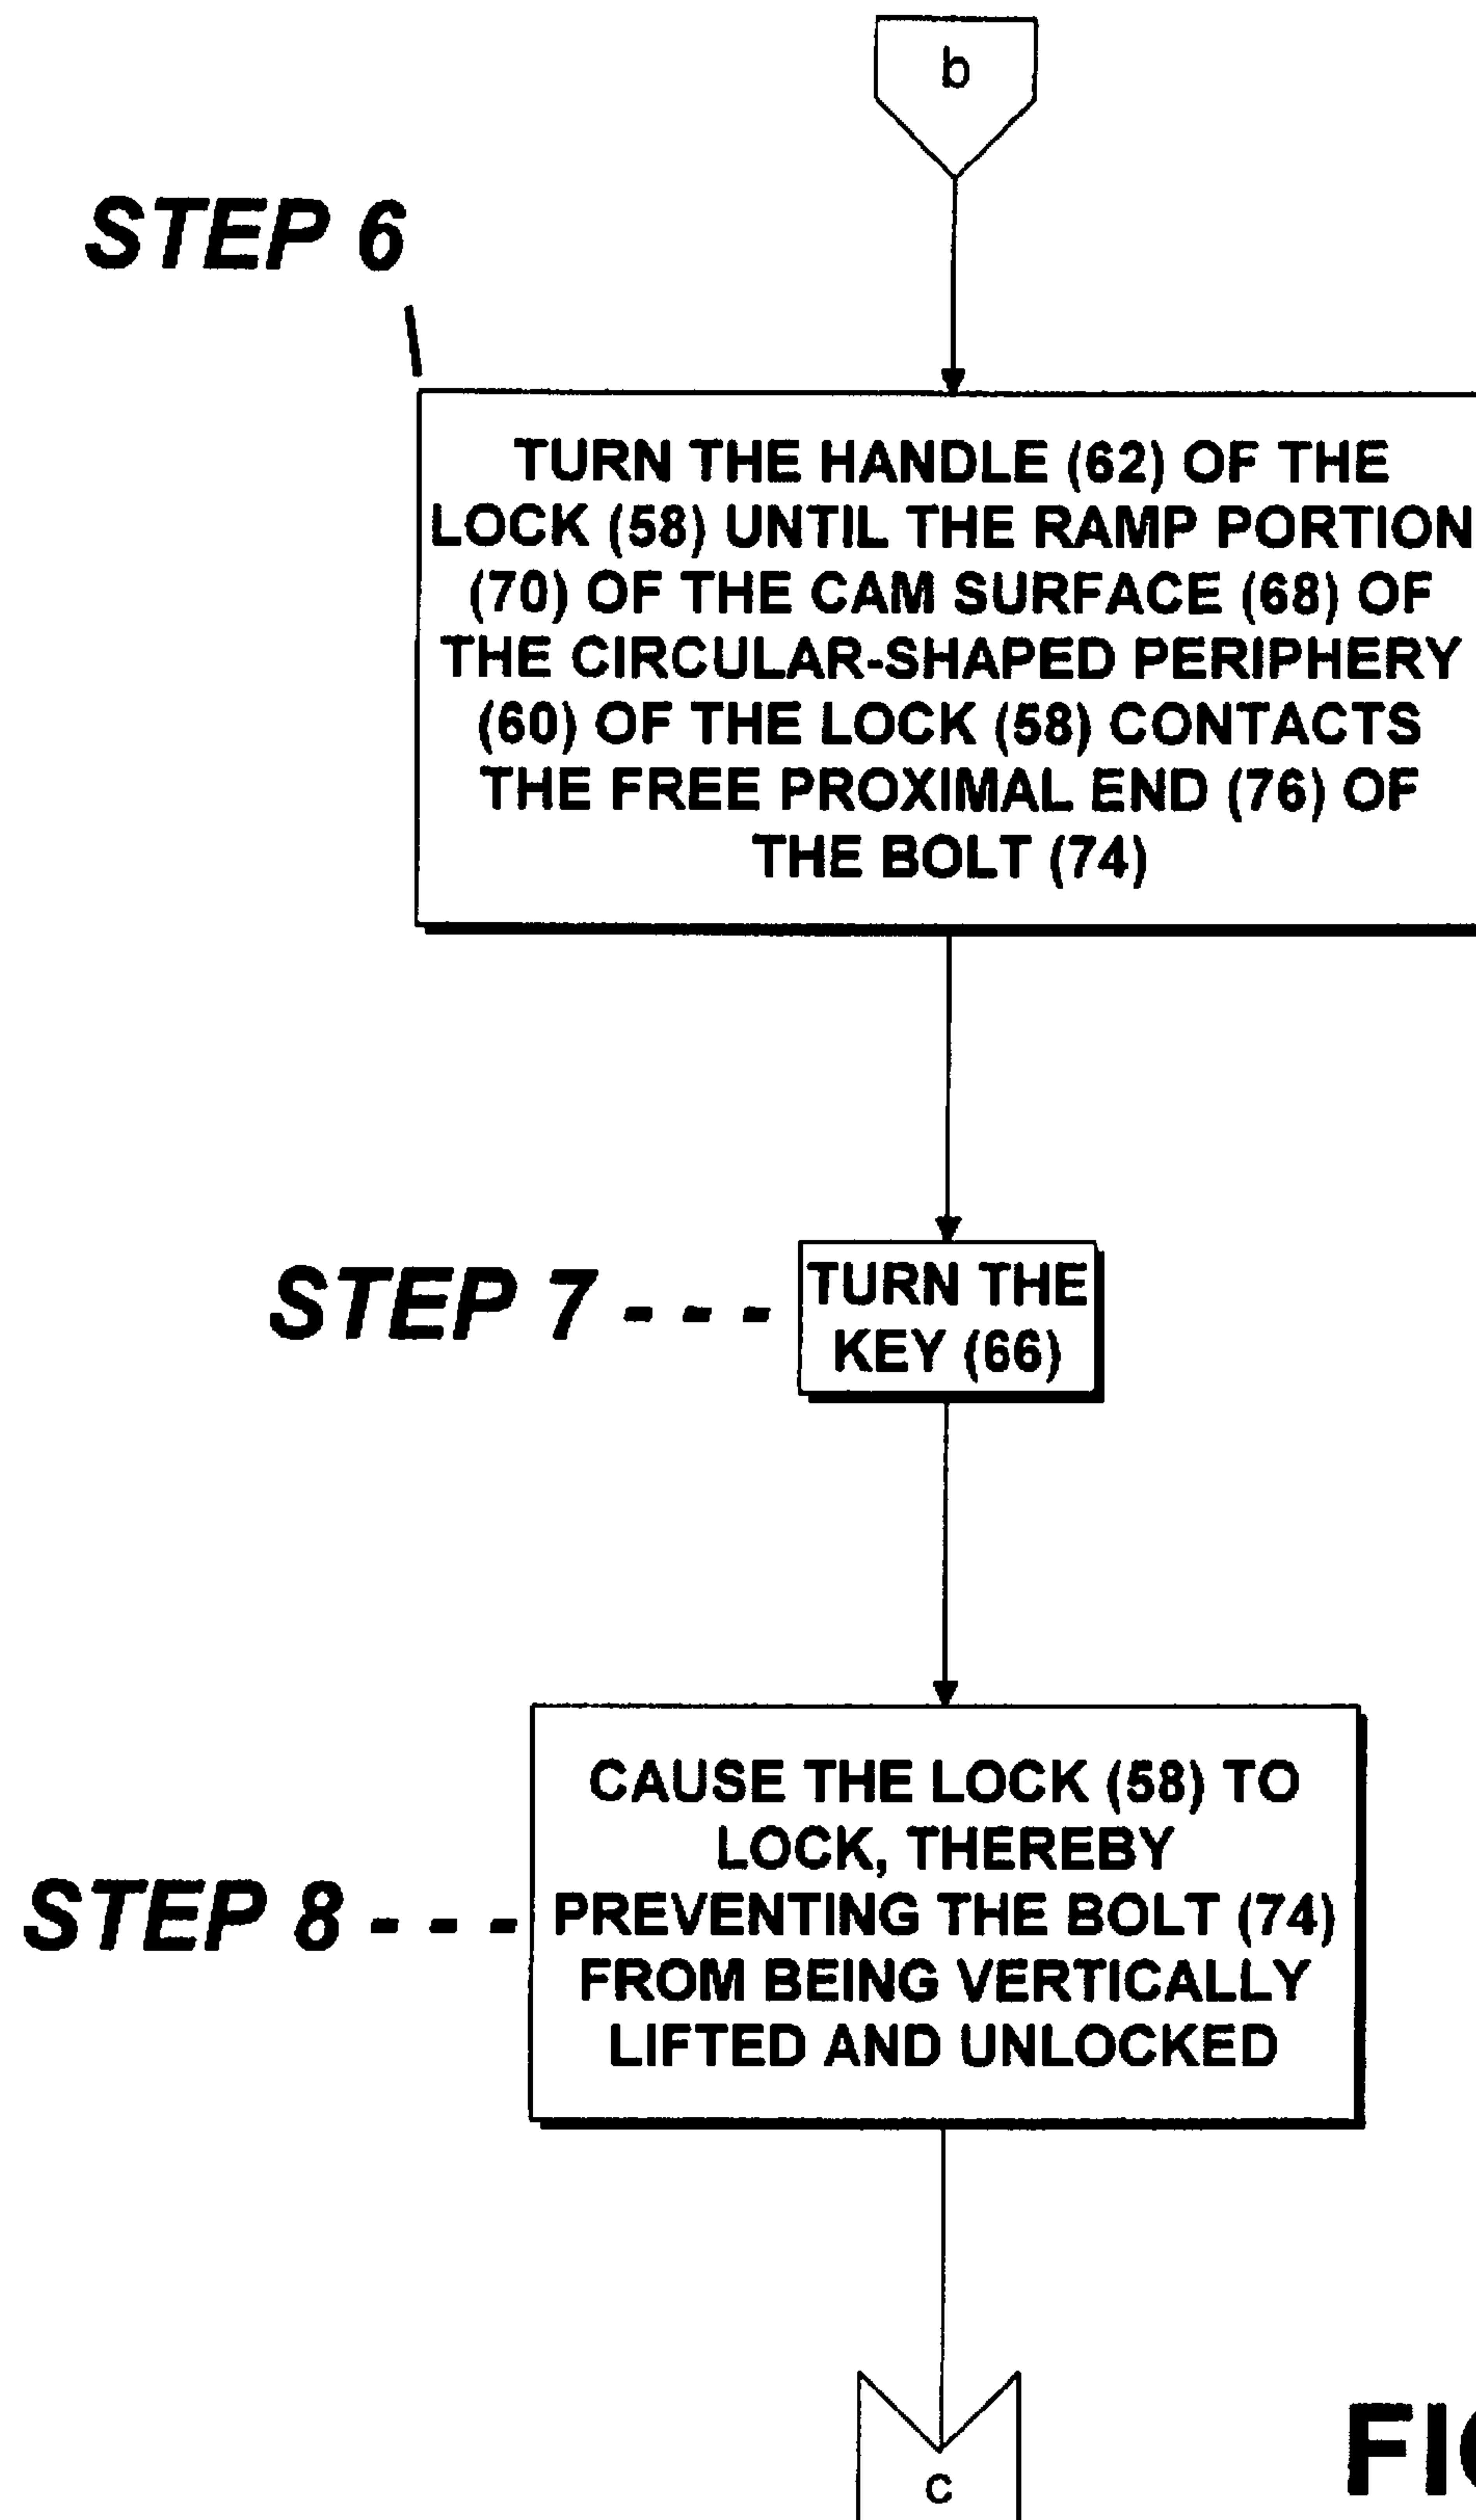 b
STEP 6
TURN THE HANDLE (62) OF THE
LOCK (58) UNTIL THE RAMP PORTION
(70) OF THE CAM SURFACE (68) OF
THE CIRCULAR-SHAPED PERIPHERY
(60) OF THE LOCK (58) CONTACTS
THE FREE PROXIMAL END (76) OF
THE BOLT (74)
STEP 7
TURN THE
KEY (66)
STEP 8
CAUSE THE LOCK (58) TO
LOCK, THEREBY
PREVENTING THE BOLT (74)
FROM BEING VERTICALLY
LIFTED AND UNLOCKED
c